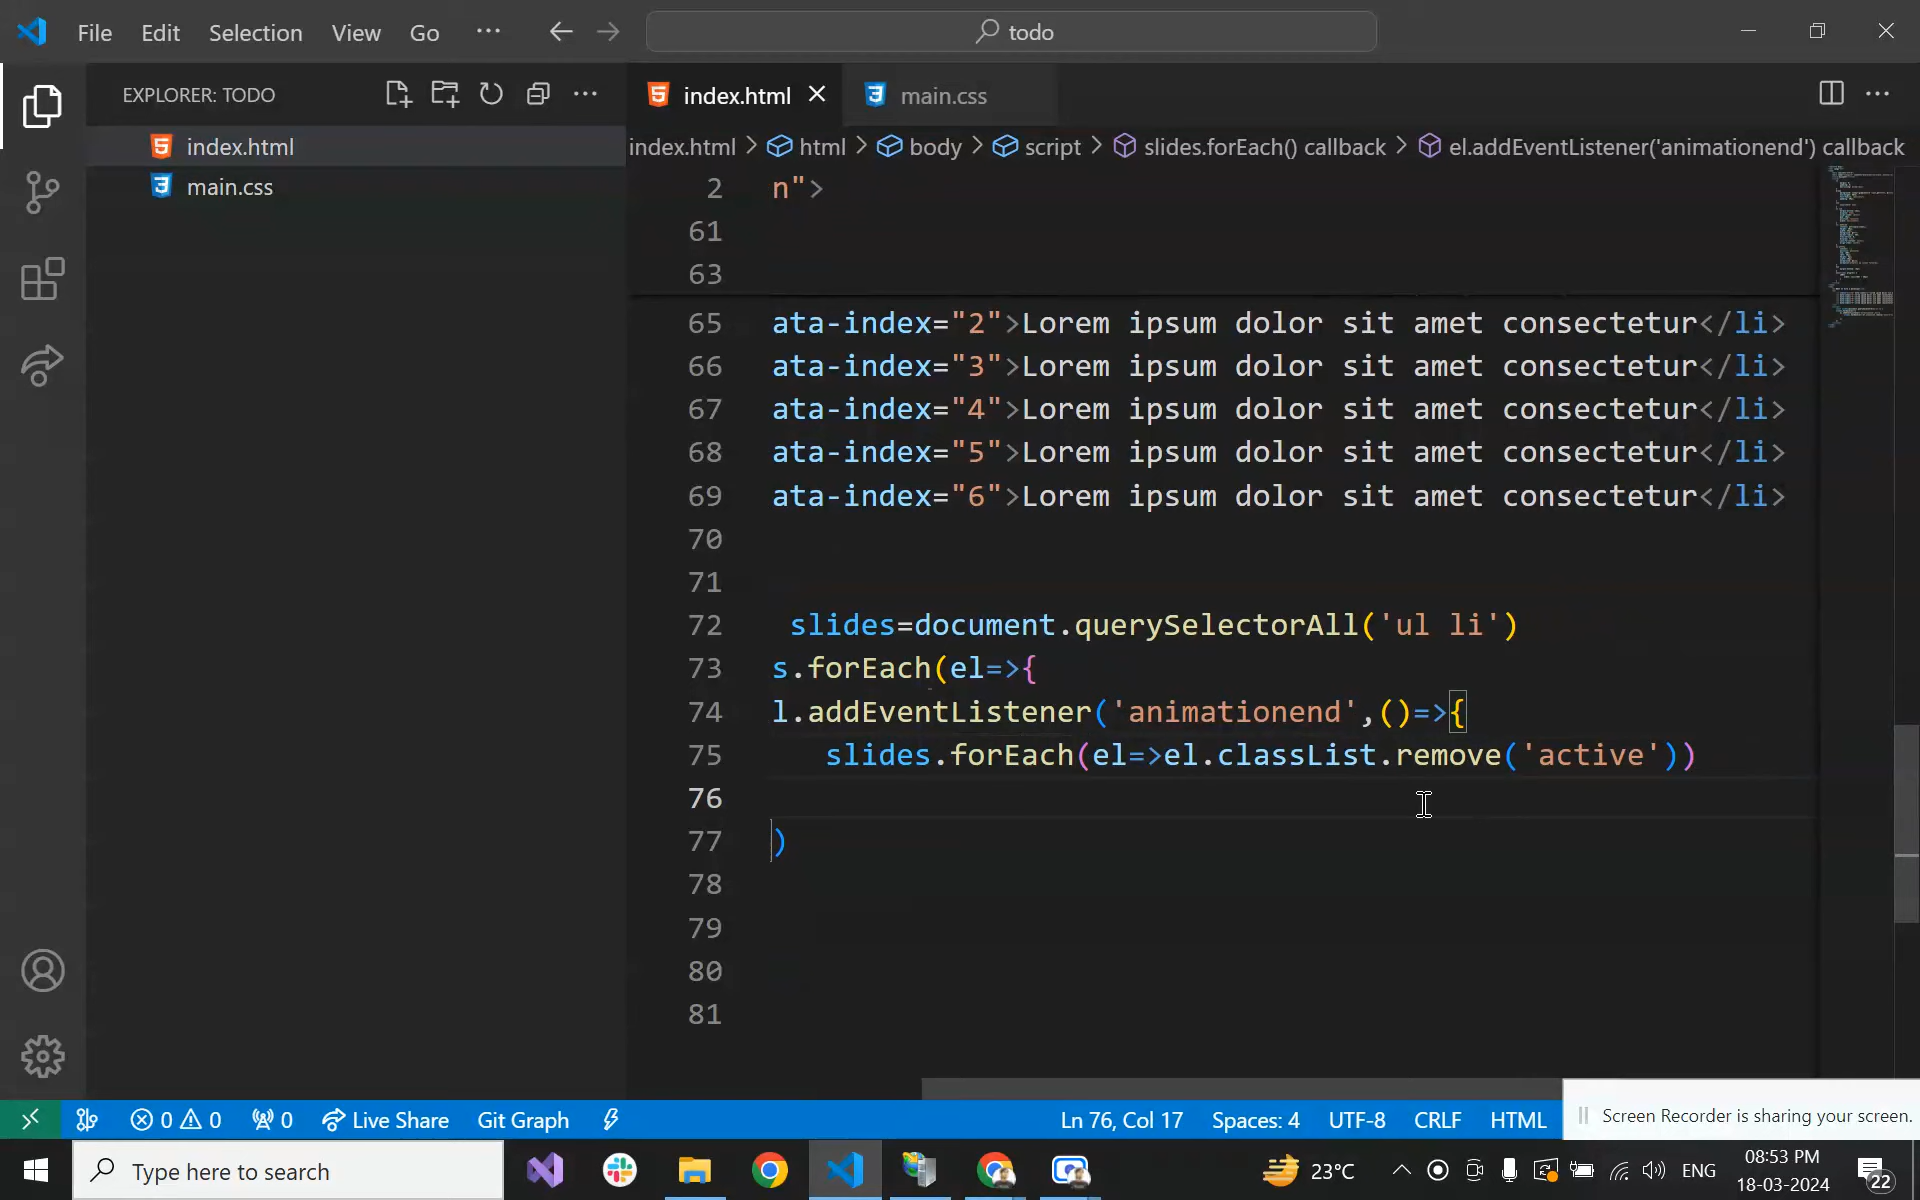 File Edit Selection View Go ··· todo
EXPLORER: TODO
index.html
main.css
index.html main.css
index.html > html > body > script > slides.forEach() callback > el.addEventListener('animationend') callback
2 n">
61
63
65 ata-index="2">Lorem ipsum dolor sit amet consectetur</li>
66 ata-index="3">Lorem ipsum dolor sit amet consectetur</li>
67 ata-index="4">Lorem ipsum dolor sit amet consectetur</li>
68 ata-index="5">Lorem ipsum dolor sit amet consectetur</li>
69 ata-index="6">Lorem ipsum dolor sit amet consectetur</li>
70
71
72 slides=document.querySelectorAll('ul li')
73 s.forEach(el=>{
74 l.addEventListener('animationend',()=>{
75 slides.forEach(el=>el.classList.remove('active'))
76
77 )
78
79
80
81
0 0 0 Live Share Git Graph Ln 76, Col 17 Spaces: 4 UTF-8 CRLF HTML
Screen Recorder is sharing your screen.
Type here to search 23°C ENG 08:53 PM
18-03-2024 22